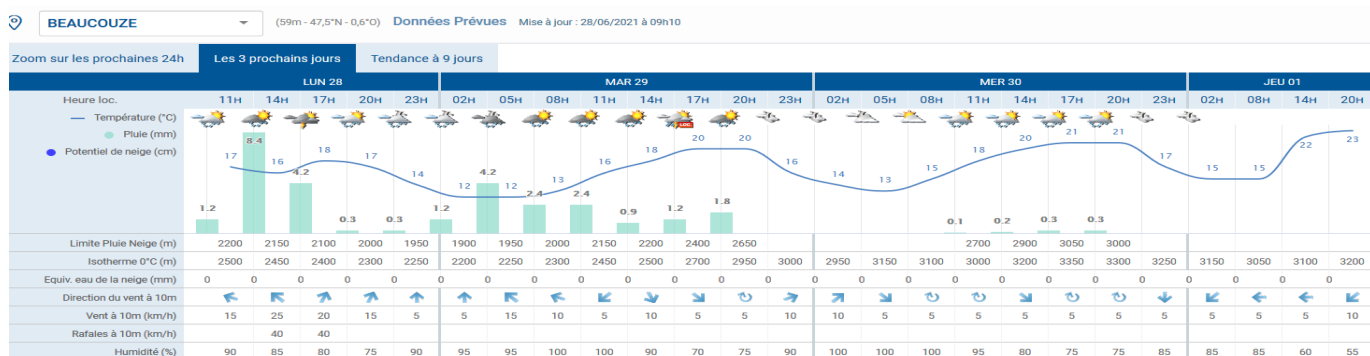 BEAUCOUZE (59m - 47,5°N - 0,6°O) Données Prévues Mise à jour : 28/06/2021 à 09h10
Zoom sur les prochaines 24h Les 3 prochains jours Tendance à 9 jours
LUN 28 MAR 29 MER 30 JEU 01
Heure loc. 11H 14H 17H 20H 23H 02H 05H 08H 11H 14H 17H 20H 23H 02H 05H 08H 11H 14H 17H 20H 23H 02H 08H 14H 20H
Température (°C)
Pluie (mm)
Potentiel de neige (cm)
LOC
17 16 18 17 14 12 12 13 16 18 20 20 16 14 13 15 18 20 21 21 17 15 15 22 23
1.2 8.4 4.2 0.3 0.3 1.2 4.2 2.4 2.4 0.9 1.2 1.8 0.1 0.2 0.3 0.3
Limite Pluie Neige (m) 2200 2150 2100 2000 1950 1900 1950 2000 2150 2200 2400 2650 2700 2900 3050 3000
Isotherme 0°C (m) 2500 2450 2400 2300 2250 2200 2250 2300 2450 2500 2700 2950 3000 2950 3150 3100 3000 3200 3350 3300 3250 3150 3050 3100 3200
Equiv. eau de la neige (mm) 0 0 0 0 0 0 0 0 0 0 0 0 0 0 0 0 0 0 0 0 0 0 0 0 0
Direction du vent à 10m
Vent à 10m (km/h) 15 25 20 15 5 5 15 10 5 10 5 5 10 10 5 5 5 5 5 5 5 5 5 5 10
Rafales à 10m (km/h) 40 40
Humidité (%) 90 85 80 75 90 95 95 100 100 90 70 75 90 100 100 100 95 80 75 75 85 85 85 60 55